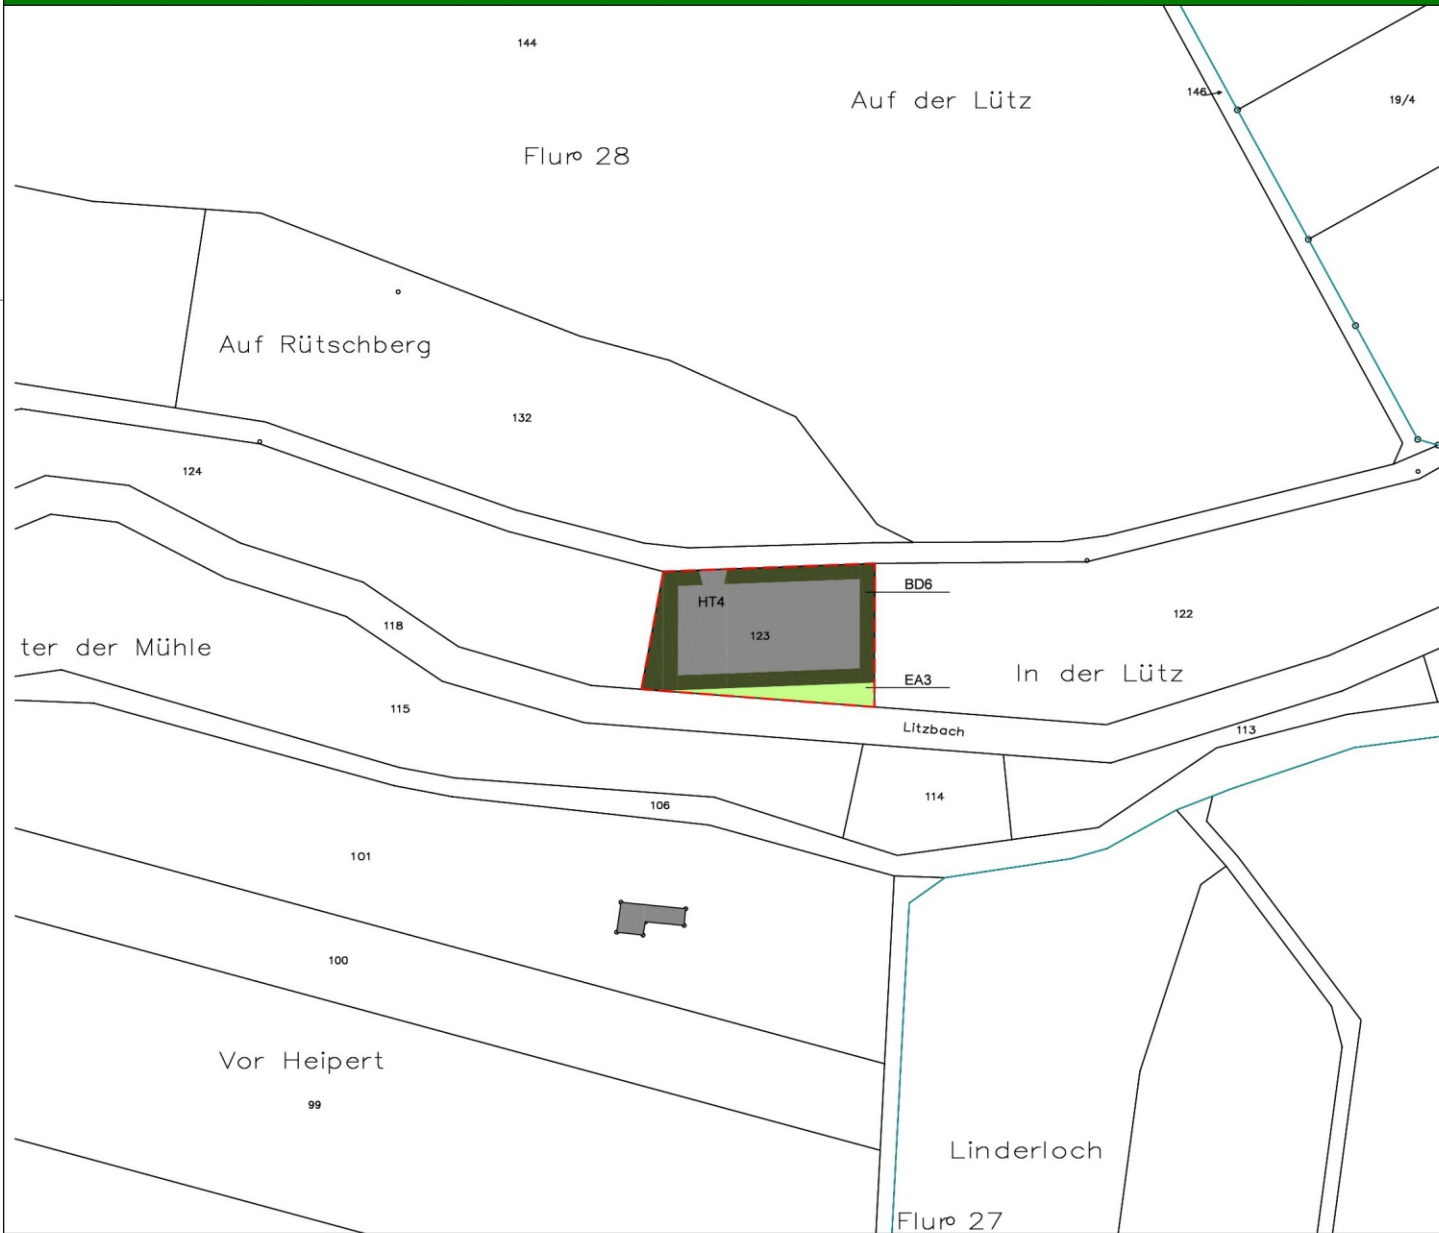 144
Auf der Lütz
146
19/4
Flur 28
Auf Rütschberg
132
124
BD6
HT4
122
118
123
ter der Mühle
In der Lütz
EA3
115
Litzbach
113
114
106
101
100
Vor Heipert
99
Linderloch
Flur 27